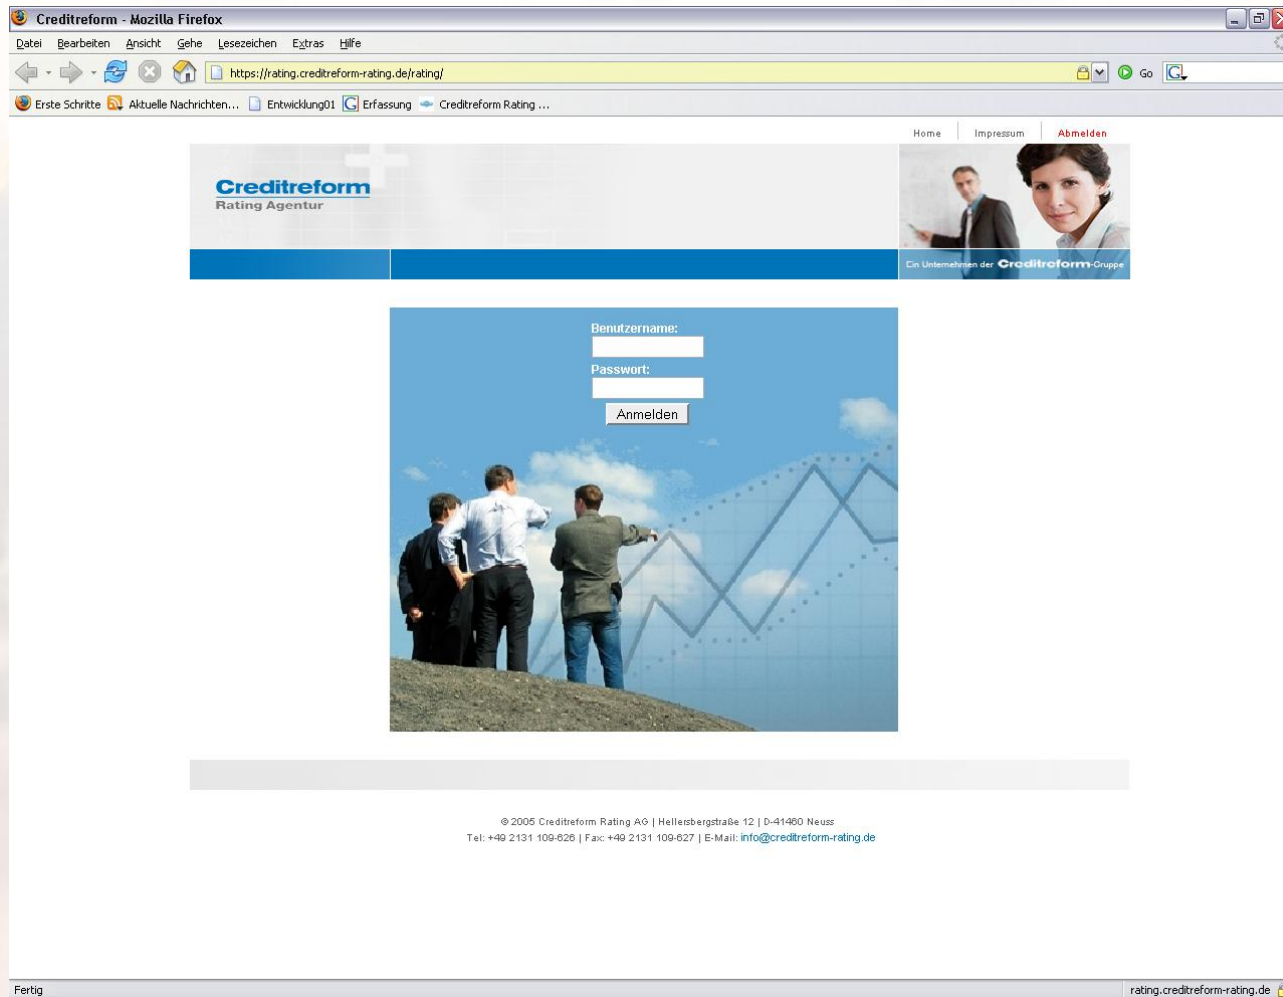 Creditreform - Mozilla Firefox
Datei Bearbeiten Ansicht Gehe Lesezeichen Extras Hilfe
https://rating.creditreform-rating.de/rating/
Go
Erste Schritte Aktuelle Nachrichten... Entwicklung01 Erfassung Creditreform Rating ...
Home Impressum Abmelden
Creditreform
Rating Agentur
Ein Unternehmen der Creditreform-Gruppe
Benutzername:
Passwort:
Anmelden
© 2005 Creditreform Rating AG | Hellersbergstraße 12 | D-41460 Neuss
Tel: +49 2131 109-626 | Fax: +49 2131 109-627 | E-Mail: info@creditreform-rating.de
Fertig rating.creditreform-rating.de